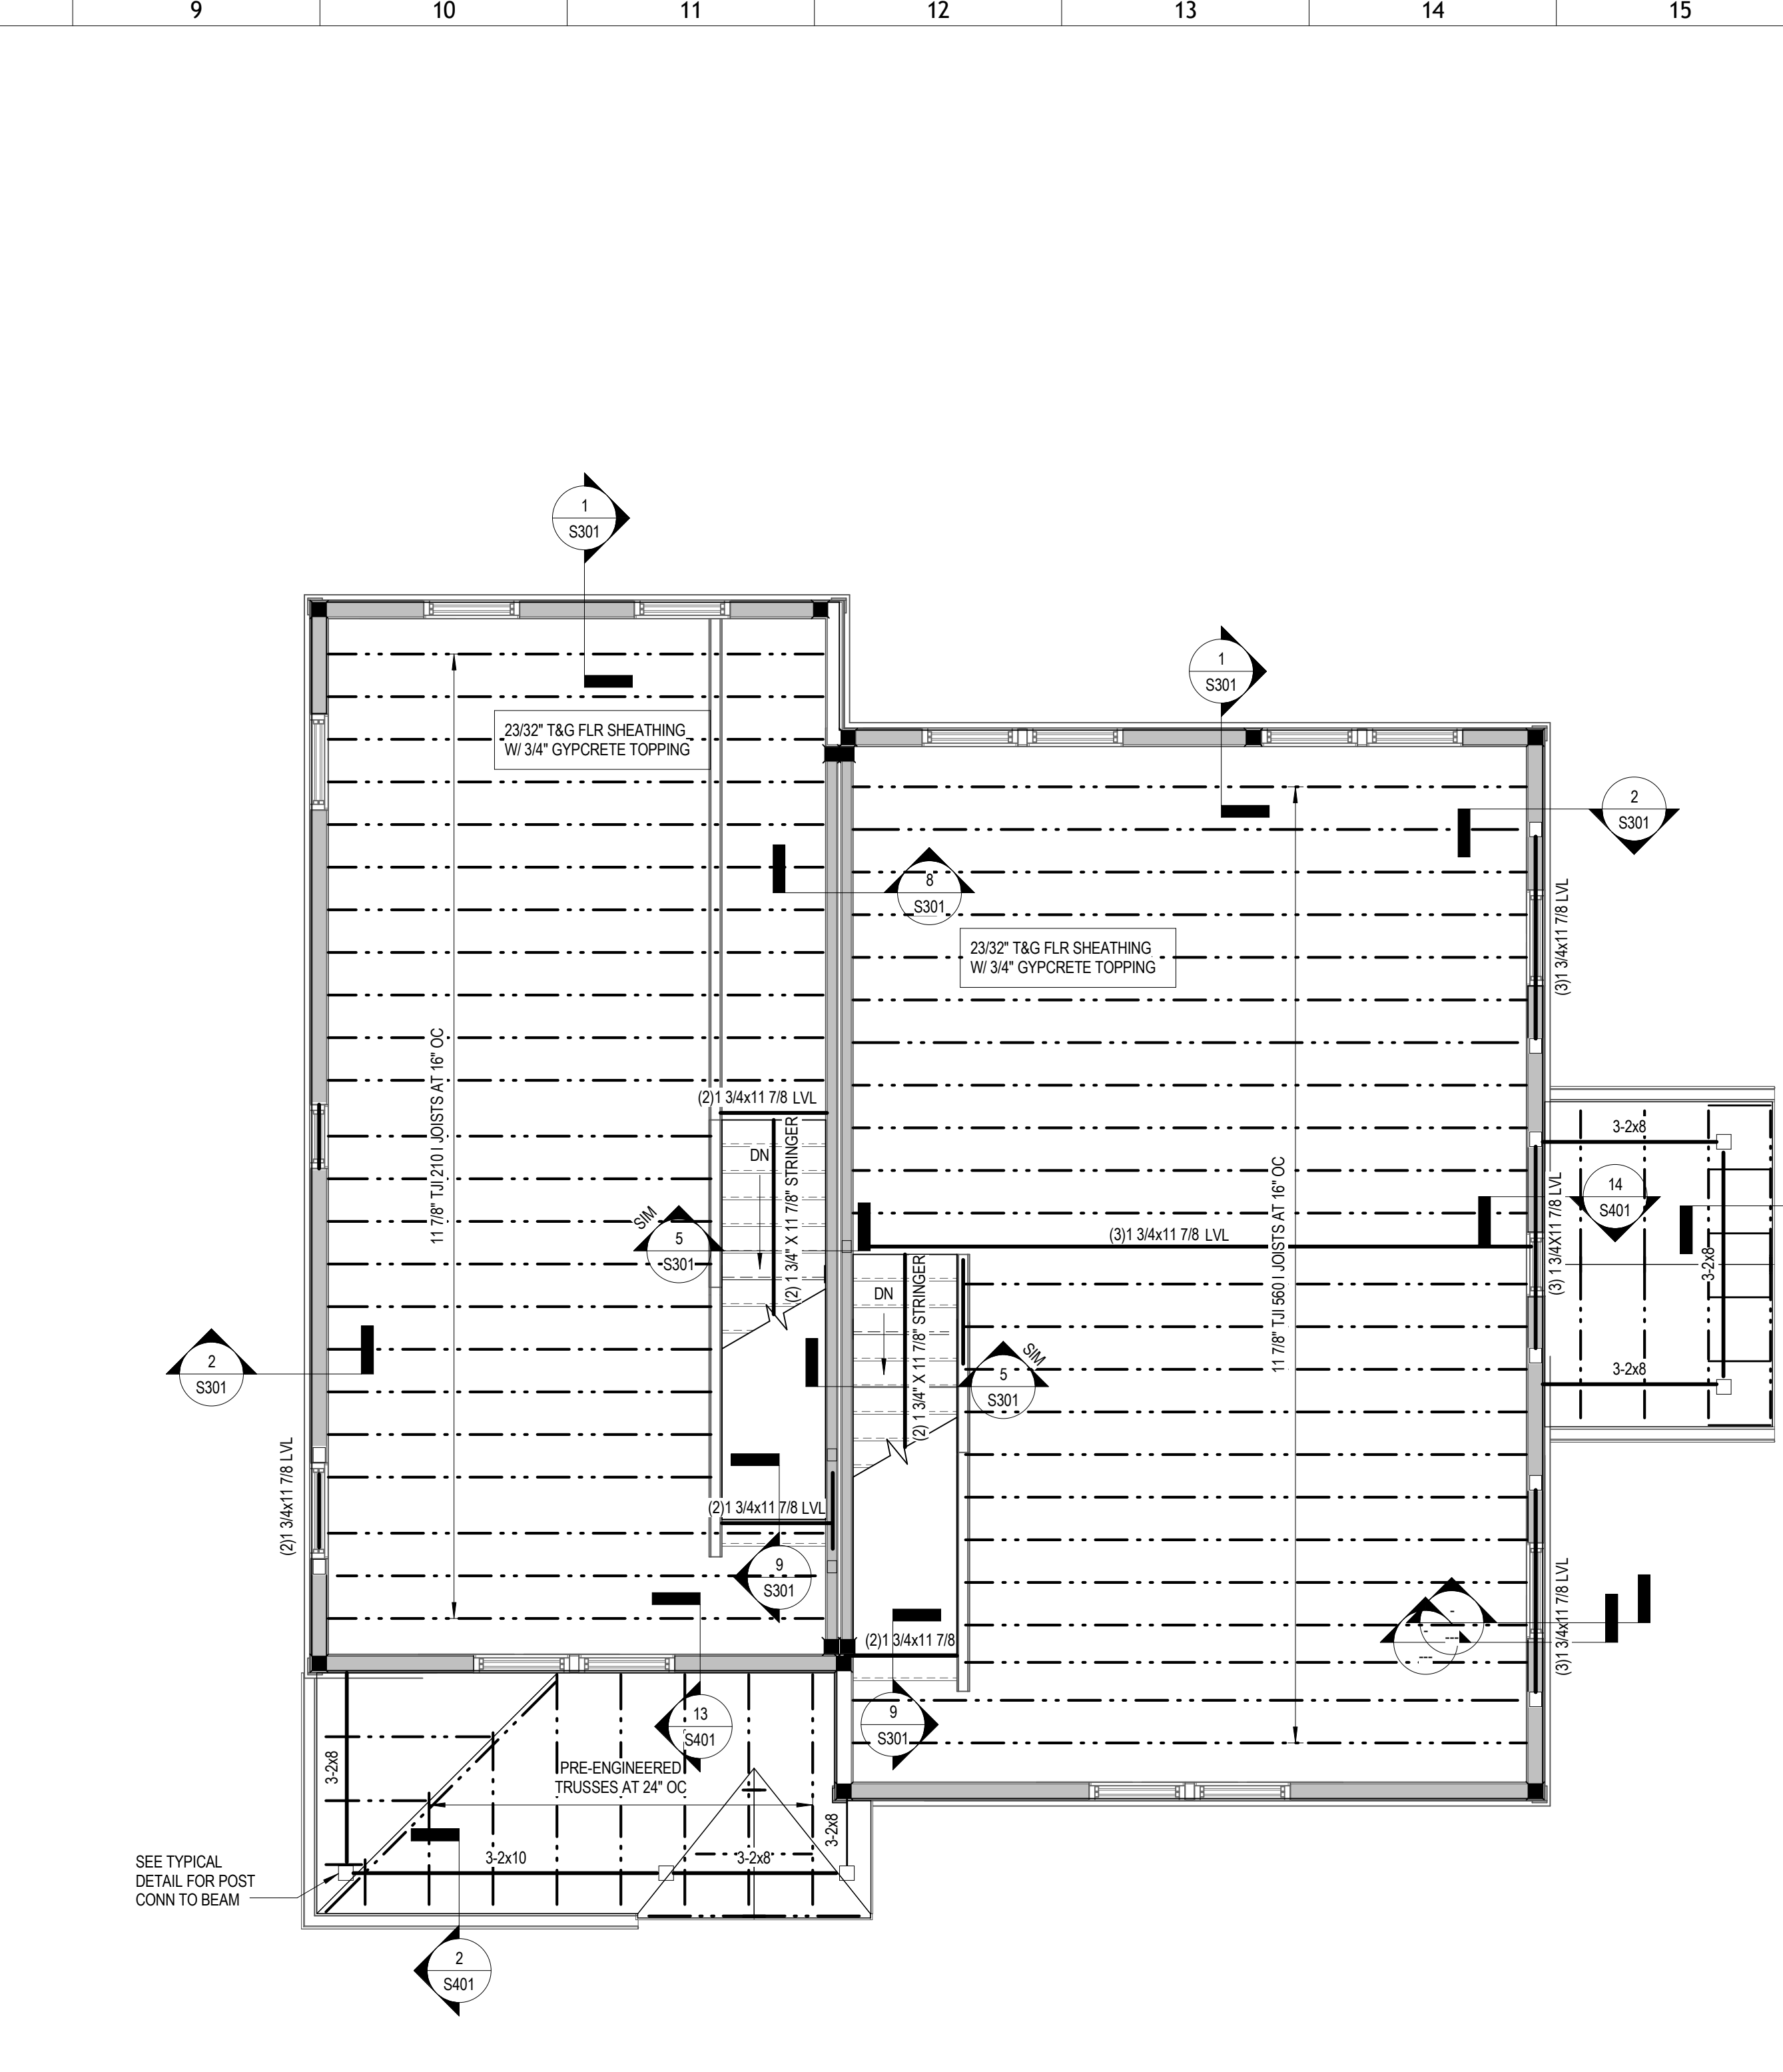 9
10
11
12
13
14
15
1
S301
1
S301
23/32" T&G FLR SHEATHING
W/ 3/4" GYPCRETE TOPPING
2
S301
8
S301
(3)1 3/4x11 7/8 LVL
23/32" T&G FLR SHEATHING
W/ 3/4" GYPCRETE TOPPING
11 7/8" TJI 210 I JOISTS AT 16" OC
(2)1 3/4x11 7/8 LVL
DN
(2) 1 3/4" X 11 7/8" STRINGER
3-2x8
14
S401
(3) 1 3/4X11 7/8 LVL
3-2x8
SIM
5
S301
(3)1 3/4x11 7/8 LVL
11 7/8" TJI 560 I JOISTS AT 16" OC
DN
(2) 1 3/4" X 11 7/8" STRINGER
2
S301
SIM
5
S301
3-2x8
(2)1 3/4x11 7/8 LVL
(2)1 3/4x11 7/8 LVL
9
S301
-
---
-
---
(3)1 3/4x11 7/8 LVL
(2)1 3/4x11 7/8
13
S401
9
S301
3-2x8
PRE-ENGINEERED
TRUSSES AT 24" OC
3-2x8
3-2x10
3-2x8
SEE TYPICAL
DETAIL FOR POST
CONN TO BEAM
2
S401